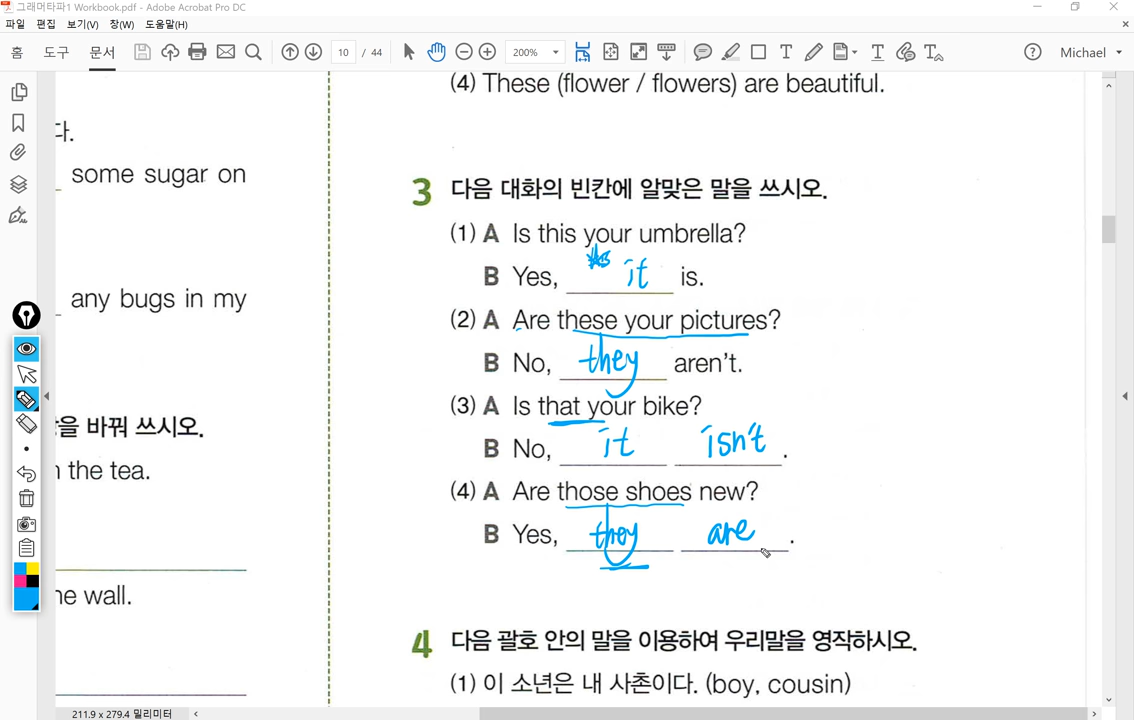 그래머타파1 Workbook.pdf - Adobe Acrobat Pro DC
파일 편집 보기(V) 창(W) 도움말(H)
홈 도구 문서 10 / 44 200% Michael
다.
some sugar on
any bugs in my
을 바꿔 쓰시오.
the tea.
wall.
(4) These (flower / flowers) are beautiful.
3 다음 대화의 빈칸에 알맞은 말을 쓰시오.
(1) A Is this your umbrella?
B Yes, it is.
(2) A Are these your pictures?
B No, they aren't.
(3) A Is that your bike?
B No, it isn't.
(4) A Are those shoes new?
B Yes, they are.
4 다음 괄호 안의 말을 이용하여 우리말을 영작하시오.
(1) 이 소년은 내 사촌이다. (boy, cousin)
211.9 x 279.4 밀리미터